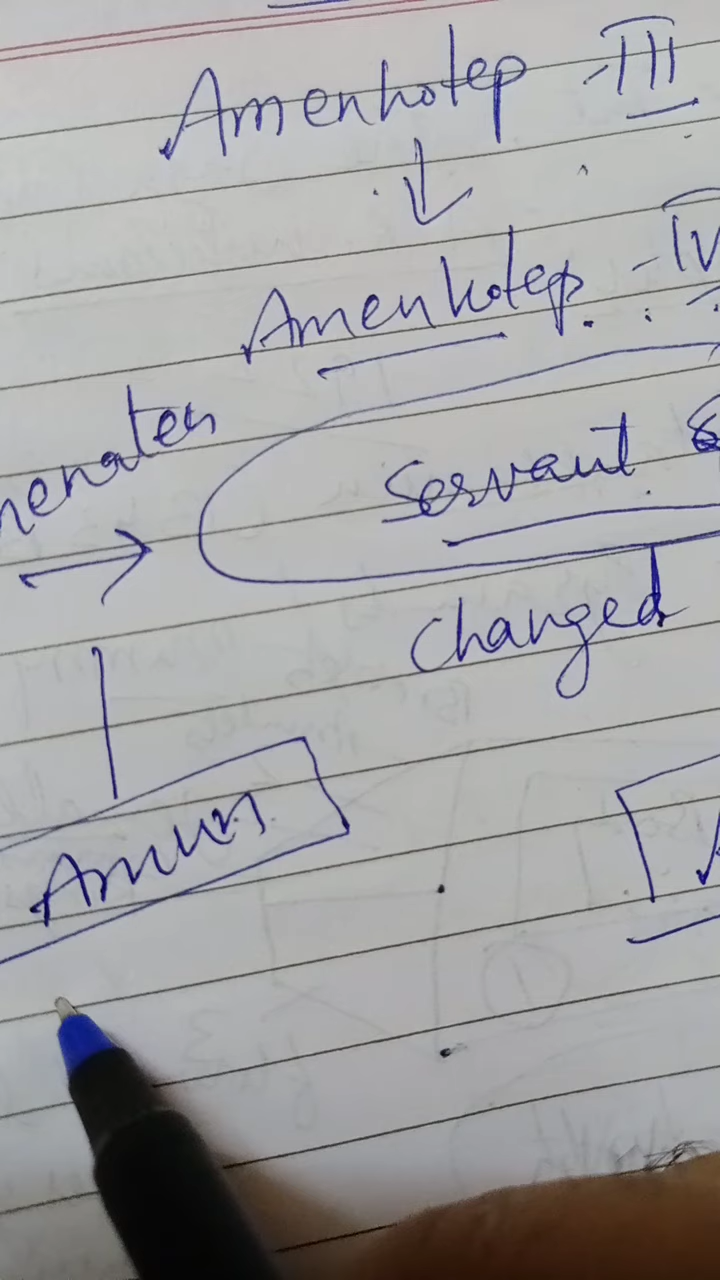 Amenhotep -III
Amenhotep -IV
Servant
Changed
Amun